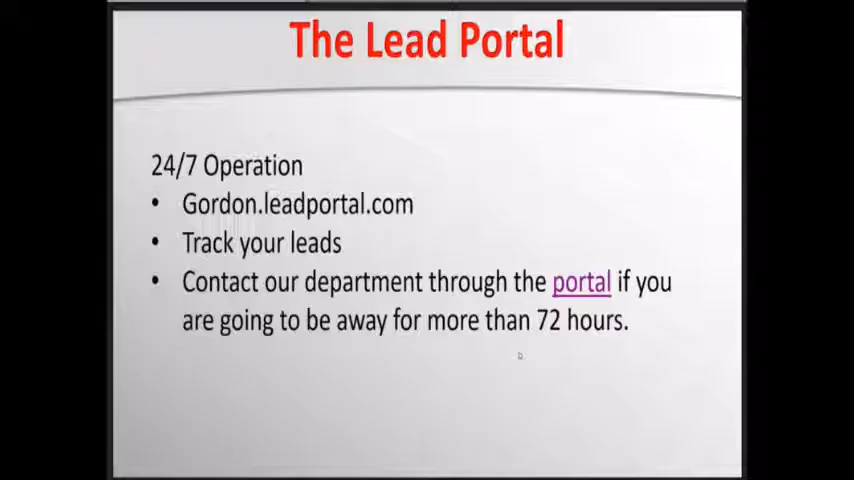 The Lead Portal
24/7 Operation
• Gordon.leadportal.com
• Track your leads
• Contact our department through the portal if you
are going to be away for more than 72 hours.